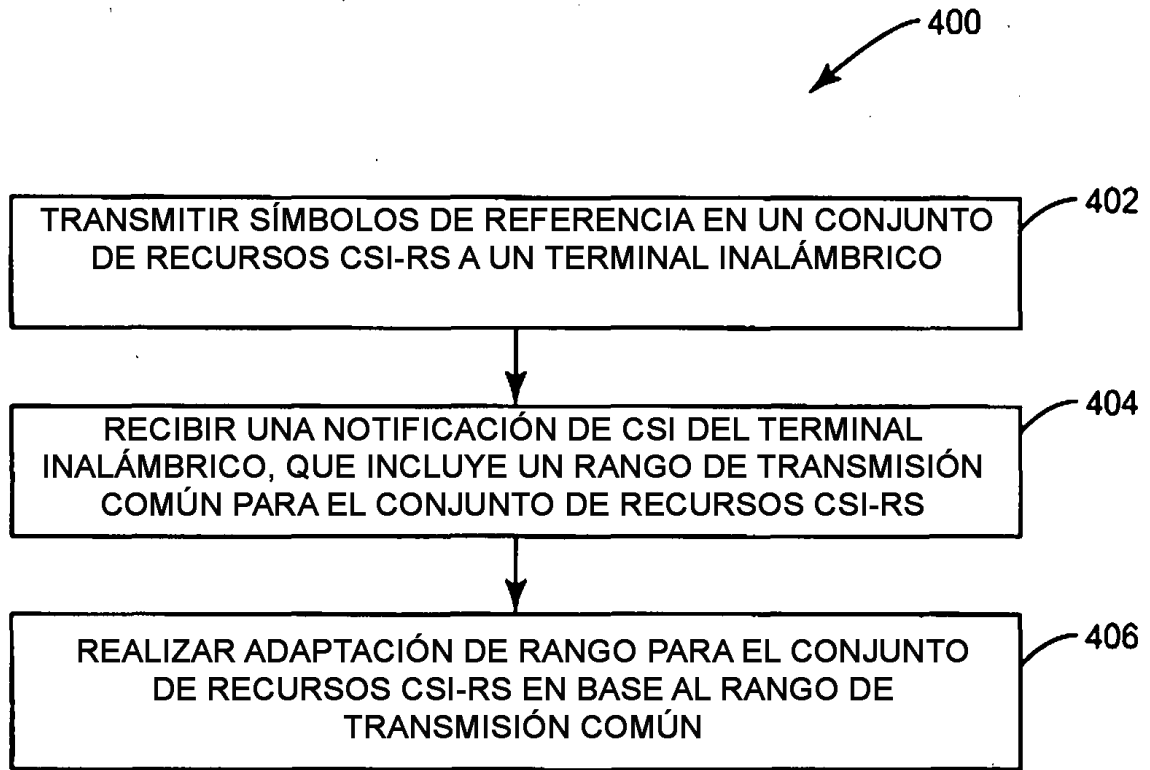 400
TRANSMITIR SÍMBOLOS DE REFERENCIA EN UN CONJUNTO
DE RECURSOS CSI-RS A UN TERMINAL INALÁMBRICO
402
RECIBIR UNA NOTIFICACIÓN DE CSI DEL TERMINAL
INALÁMBRICO, QUE INCLUYE UN RANGO DE TRANSMISIÓN
COMÚN PARA EL CONJUNTO DE RECURSOS CSI-RS
404
REALIZAR ADAPTACIÓN DE RANGO PARA EL CONJUNTO
DE RECURSOS CSI-RS EN BASE AL RANGO DE
TRANSMISIÓN COMÚN
406